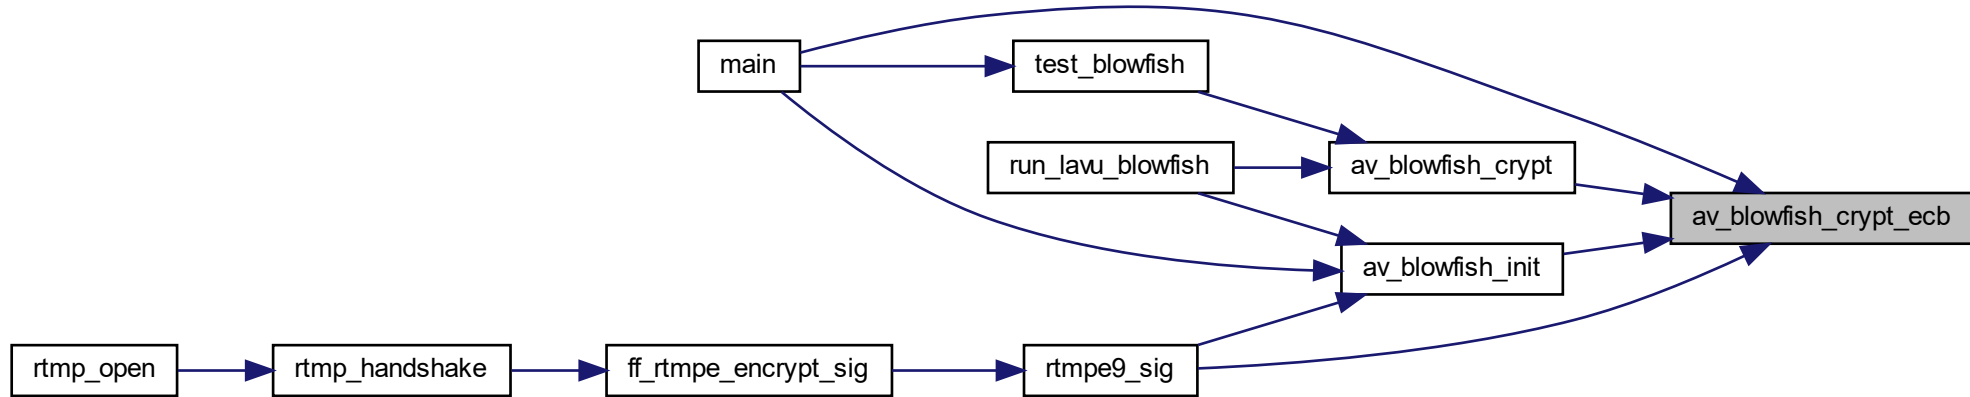 main
test_blowfish
run_lavu_blowfish
av_blowfish_crypt
av_blowfish_crypt_ecb
av_blowfish_init
rtmp_open
rtmp_handshake
ff_rtmpe_encrypt_sig
rtmpe9_sig